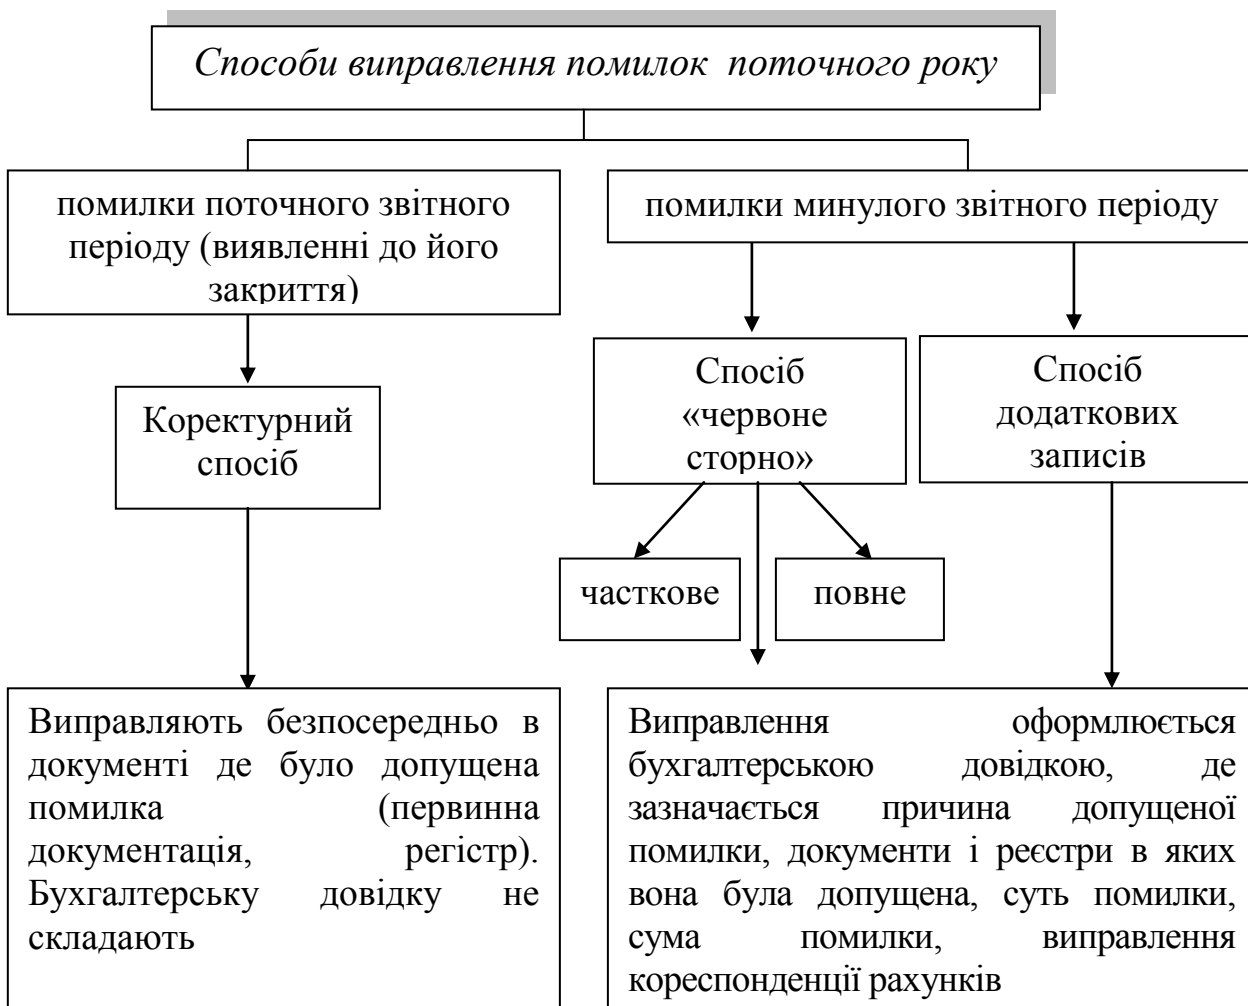 Способи виправлення помилок поточного року
помилки поточного звітного
періоду (виявленні до його
закриття)
помилки минулого звітного періоду
Коректурний
спосіб
Спосіб
«червоне
сторно»
Спосіб
додаткових
записів
часткове
повне
Виправляють безпосередньо в
документі де було допущена
помилка (первинна
документація, регістр).
Бухгалтерську довідку не
складають
Виправлення оформлюється
бухгалтерською довідкою, де
зазначається причина допущеної
помилки, документи і реєстри в яких
вона була допущена, суть помилки,
сума помилки, виправлення
кореспонденції рахунків